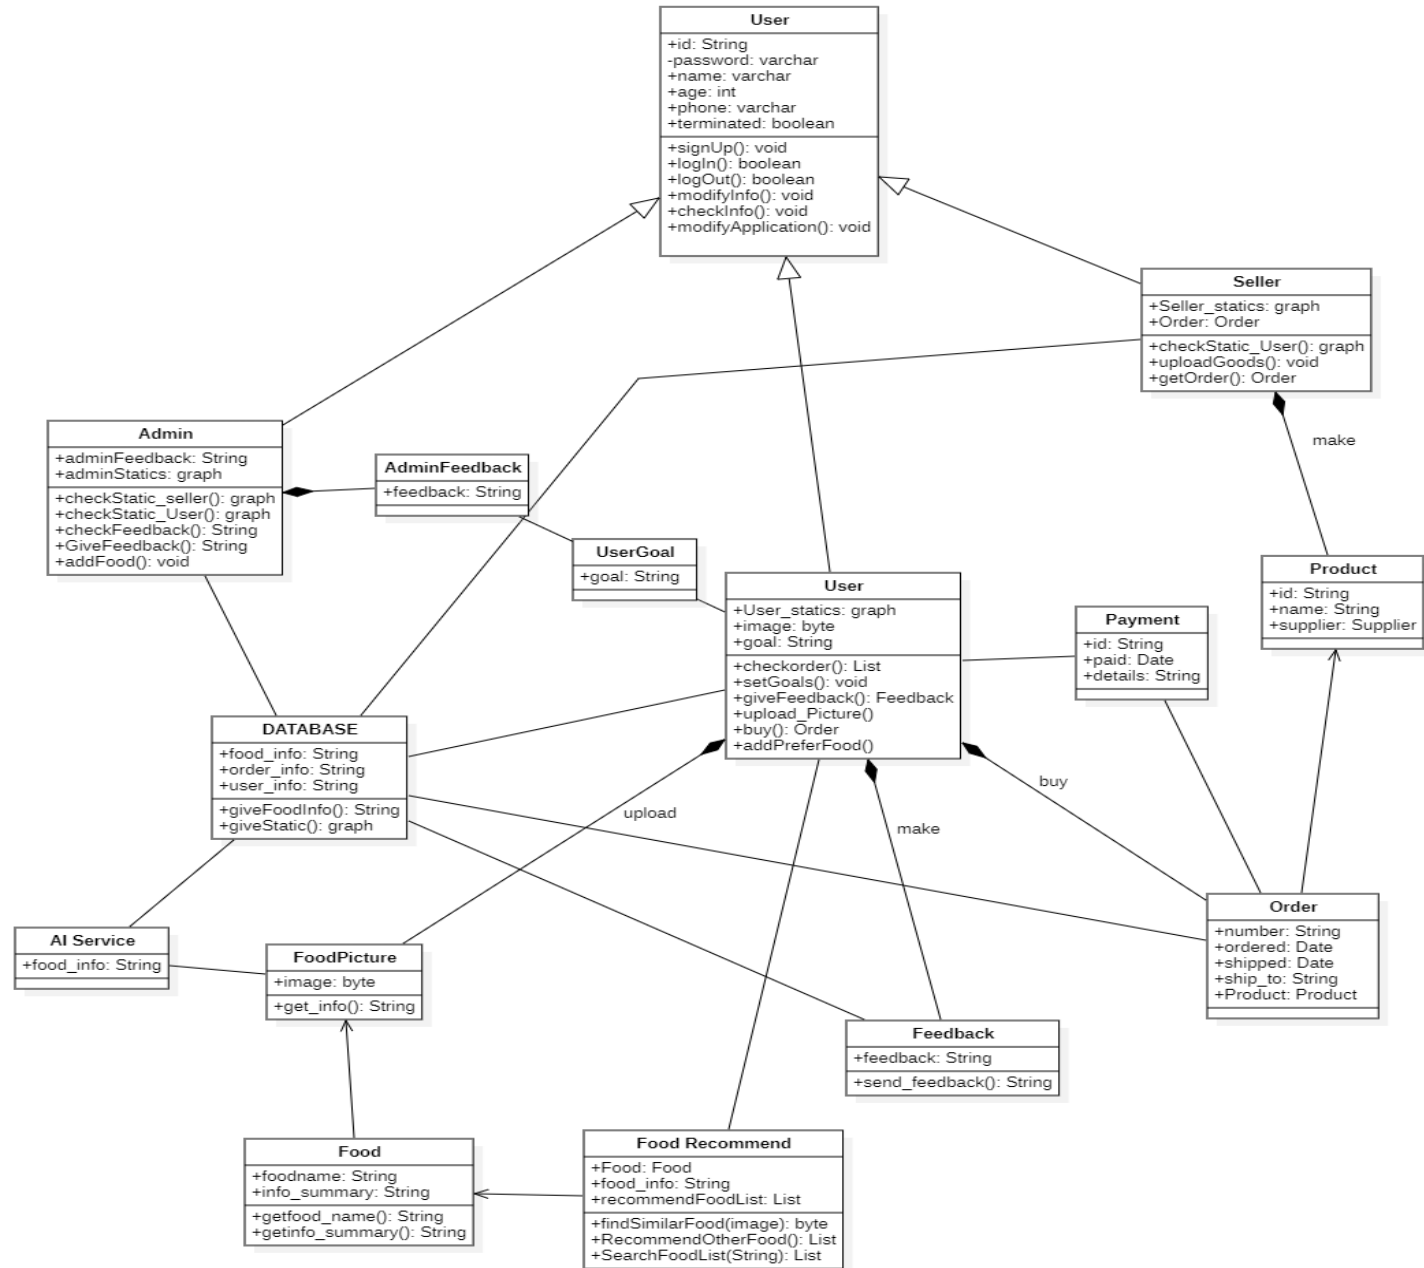 User
+id: String
-password: varchar
+name: varchar
+age: int
+phone: varchar
+terminated: boolean
+signUp(): void
+logIn(): boolean
+logOut(): boolean
+modifyInfo(): void
+checkInfo(): void
+modifyApplication(): void
Seller
+Seller_statics: graph
+Order: Order
+checkStatic_User(): graph
+uploadGoods(): void
+getOrder(): Order
make
Admin
+adminFeedback: String
+adminStatics: graph
+checkStatic_seller(): graph
+checkStatic_User(): graph
+checkFeedback(): String
+GiveFeedback(): String
+addFood(): void
AdminFeedback
+feedback: String
UserGoal
+goal: String
User
+User_statics: graph
+image: byte
+goal: String
+checkorder(): List
+setGoals(): void
+giveFeedback(): Feedback
+upload_Picture()
+buy(): Order
+addPreferFood()
Payment
+id: String
+paid: Date
+details: String
Product
+id: String
+name: String
+supplier: Supplier
DATABASE
+food_info: String
+order_info: String
+user_info: String
+giveFoodInfo(): String
+giveStatic(): graph
upload
make
buy
AI Service
+food_info: String
FoodPicture
+image: byte
+get_info(): String
Order
+number: String
+ordered: Date
+shipped: Date
+ship_to: String
+Product: Product
Feedback
+feedback: String
+send_feedback(): String
Food
+foodname: String
+info_summary: String
+getfood_name(): String
+getinfo_summary(): String
Food Recommend
+Food: Food
+food_info: String
+recommendFoodList: List
+findSimilarFood(image): byte
+RecommendOtherFood(): List
+SearchFoodList(String): List